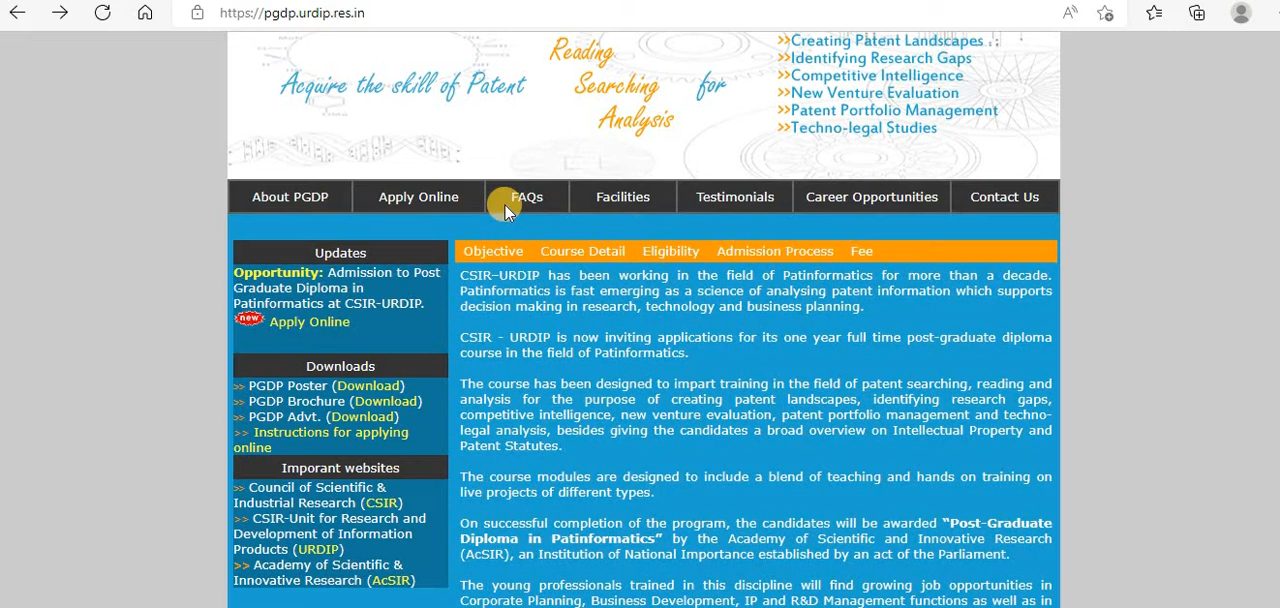 https://pgdp.urdip.res.in
Acquire the skill of Patent
Reading
Searching
Analysis
for
>>Creating Patent Landscapes
>>Identifying Research Gaps
>>Competitive Intelligence
>>New Venture Evaluation
>>Patent Portfolio Management
>>Techno-legal Studies
About PGDP
Apply Online
FAQs
Facilities
Testimonials
Career Opportunities
Contact Us
Updates
Opportunity: Admission to Post
Graduate Diploma in
Patinformatics at CSIR-URDIP.
new Apply Online
Downloads
>> PGDP Poster (Download)
>> PGDP Brochure (Download)
>> PGDP Advt. (Download)
>> Instructions for applying
online
Imporant websites
>> Council of Scientific &
Industrial Research (CSIR)
>> CSIR-Unit for Research and
Development of Information
Products (URDIP)
>> Academy of Scientific &
Innovative Research (AcSIR)
Objective Course Detail Eligibility Admission Process Fee
CSIR-URDIP has been working in the field of Patinformatics for more than a decade.
Patinformatics is fast emerging as a science of analysing patent information which supports
decision making in research, technology and business planning.
CSIR - URDIP is now inviting applications for its one year full time post-graduate diploma
course in the field of Patinformatics.
The course has been designed to impart training in the field of patent searching, reading and
analysis for the purpose of creating patent landscapes, identifying research gaps,
competitive intelligence, new venture evaluation, patent portfolio management and techno-
legal analysis, besides giving the candidates a broad overview on Intellectual Property and
Patent Statutes.
The course modules are designed to include a blend of teaching and hands on training on
live projects of different types.
On successful completion of the program, the candidates will be awarded “Post-Graduate
Diploma in Patinformatics” by the Academy of Scientific and Innovative Research
(AcSIR), an Institution of National Importance established by an act of the Parliament.
The young professionals trained in this discipline will find growing job opportunities in
Corporate Planning, Business Development, IP and R&D Management functions as well as in